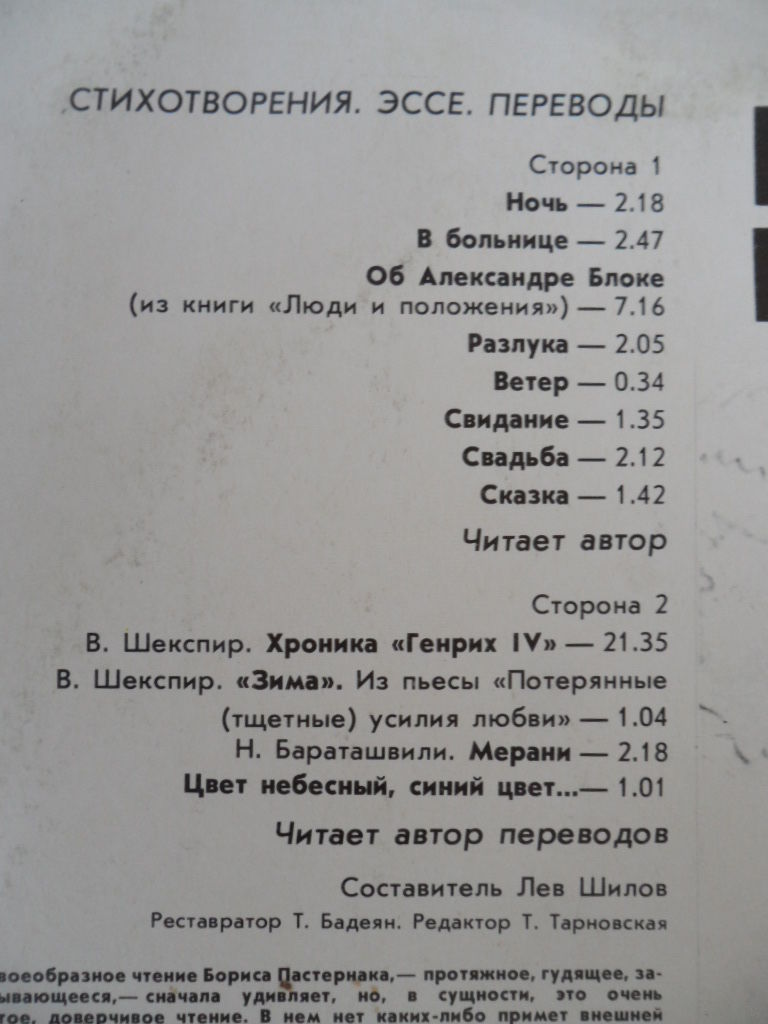 СТИХОТВОРЕНИЯ. ЭССЕ. ПЕРЕВОДЫ
Сторона 1
Ночь — 2.18
В больнице — 2.47
Об Александре Блоке
(из книги «Люди и положения») — 7.16
Разлука — 2.05
Ветер — 0.34
Свидание — 1.35
Свадьба — 2.12
Сказка — 1.42
Читает автор
Сторона 2
В. Шекспир. Хроника «Генрих IV» — 21.35
В. Шекспир. «Зима». Из пьесы «Потерянные
(тщетные) усилия любви» — 1.04
Н. Бараташвили. Мерани — 2.18
Цвет небесный, синий цвет...— 1.01
Читает автор переводов
Составитель Лев Шилов
Реставратор Т. Бадеян. Редактор Т. Тарновская
воеобразное чтение Бориса Пастернака,— протяжное, гудящее, за-
ывающееся,— сначала удивляет, но, в сущности, это очень
тое, доверчивое чтение. В нем нет каких-либо примет внешней